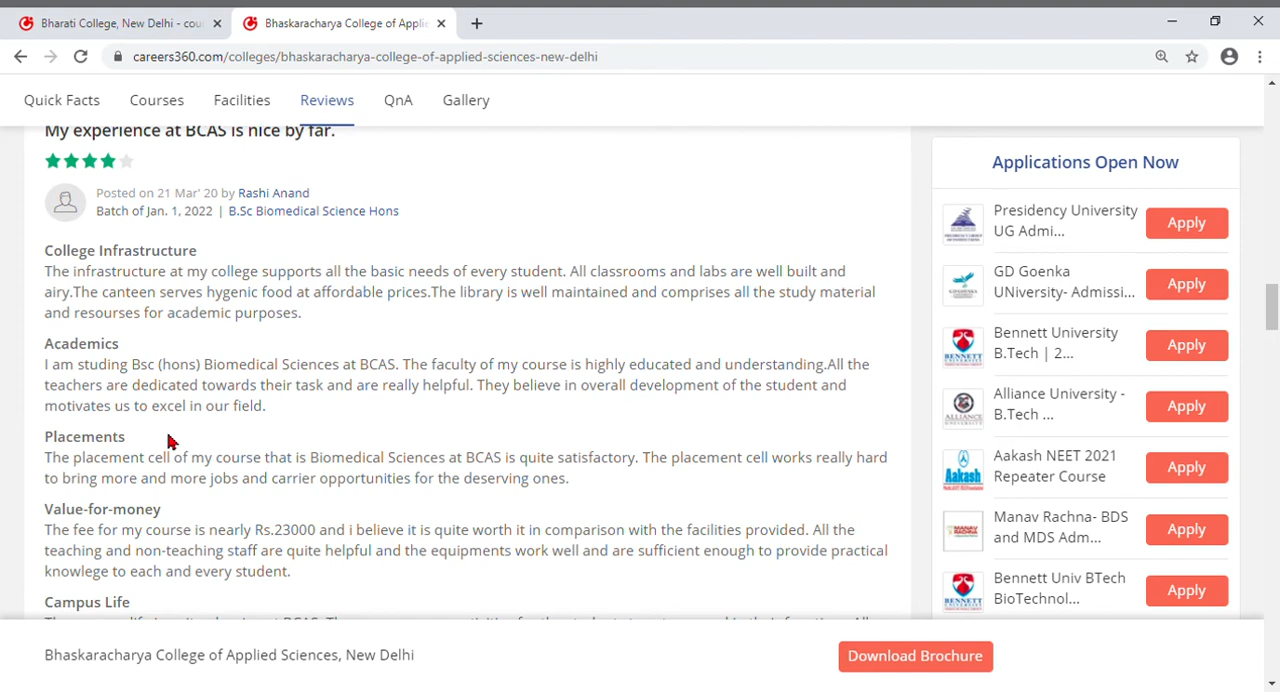 Bharati College, New Delhi - cou
Bhaskaracharya College of Appli
careers360.com/colleges/bhaskaracharya-college-of-applied-sciences-new-delhi
Quick Facts Courses Facilities Reviews QnA Gallery
My experience at BCAS is nice by far.
Posted on 21 Mar' 20 by Rashi Anand
Batch of Jan. 1, 2022 | B.Sc Biomedical Science Hons
College Infrastructure
The infrastructure at my college supports all the basic needs of every student. All classrooms and labs are well built and
airy.The canteen serves hygenic food at affordable prices.The library is well maintained and comprises all the study material
and resourses for academic purposes.
Academics
I am studing Bsc (hons) Biomedical Sciences at BCAS. The faculty of my course is highly educated and understanding.All the
teachers are dedicated towards their task and are really helpful. They believe in overall development of the student and
motivates us to excel in our field.
Placements
The placement cell of my course that is Biomedical Sciences at BCAS is quite satisfactory. The placement cell works really hard
to bring more and more jobs and carrier opportunities for the deserving ones.
Value-for-money
The fee for my course is nearly Rs.23000 and i believe it is quite worth it in comparison with the facilities provided. All the
teaching and non-teaching staff are quite helpful and the equipments work well and are sufficient enough to provide practical
knowlege to each and every student.
Campus Life
Applications Open Now
Presidency University
UG Admi...
Apply
GD Goenka
UNiversity- Admissi...
Apply
Bennett University
B.Tech | 2...
Apply
Alliance University -
B.Tech ...
Apply
Aakash NEET 2021
Repeater Course
Apply
Manav Rachna- BDS
and MDS Adm...
Apply
Bennett Univ BTech
BioTechnol...
Apply
Bhaskaracharya College of Applied Sciences, New Delhi
Download Brochure